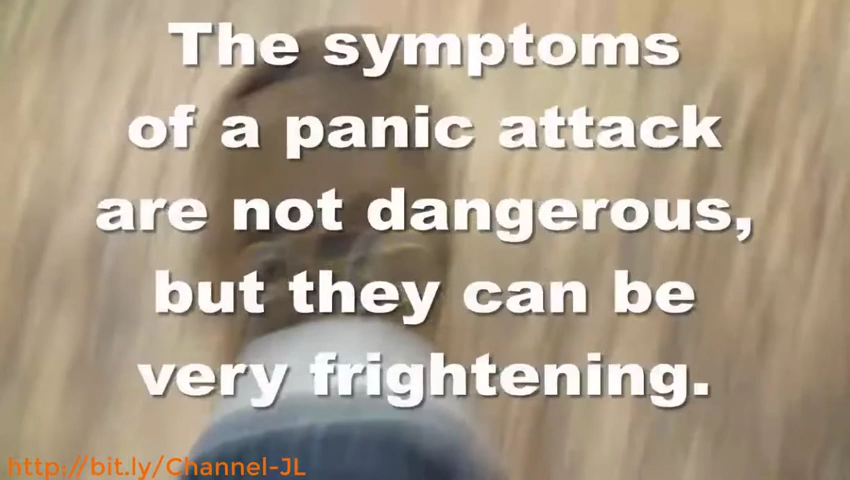 The symptoms
of a panic attack
are not dangerous,
but they can be
very frightening.
http://bit.ly/Channel-JL